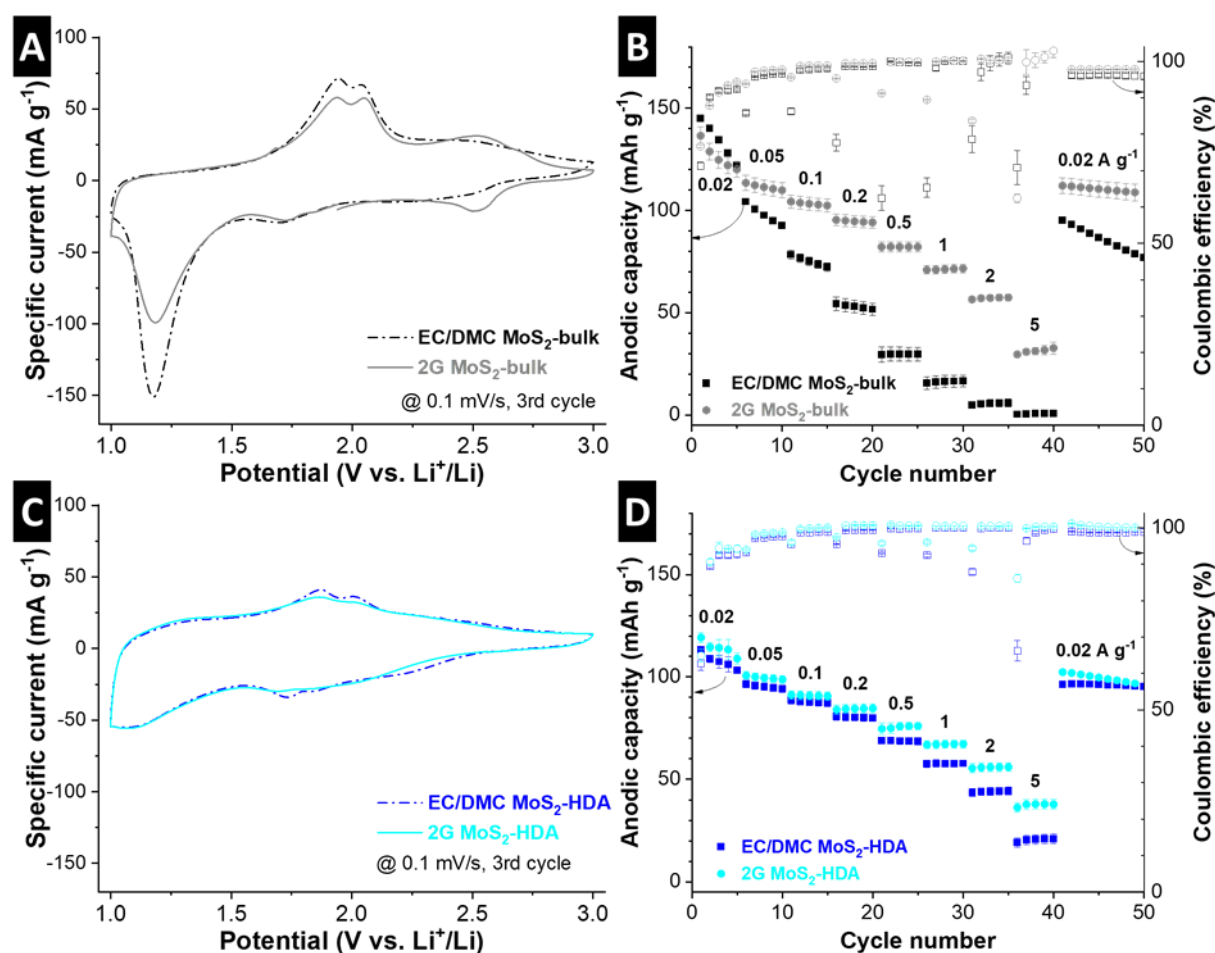 A
100
50
0
-50
-100
-150
Specific current (mA g⁻¹)
EC/DMC MoS₂-bulk
2G MoS₂-bulk
@ 0.1 mV/s, 3rd cycle
1.0 1.5 2.0 2.5 3.0
Potential (V vs. Li⁺/Li)
B
150
100
50
0
Anodic capacity (mAh g⁻¹)
0.02
0.05
0.1
0.2
0.5
1
2
5
0.02 A g⁻¹
EC/DMC MoS₂-bulk
2G MoS₂-bulk
100
50
0
Coulombic efficiency (%)
0 10 20 30 40 50
Cycle number
C
100
50
0
-50
-100
-150
Specific current (mA g⁻¹)
EC/DMC MoS₂-HDA
2G MoS₂-HDA
@ 0.1 mV/s, 3rd cycle
1.0 1.5 2.0 2.5 3.0
Potential (V vs. Li⁺/Li)
D
150
100
50
0
Anodic capacity (mAh g⁻¹)
0.02
0.05
0.1
0.2
0.5
1
2
5
0.02 A g⁻¹
EC/DMC MoS₂-HDA
2G MoS₂-HDA
100
50
0
Coulombic efficiency (%)
0 10 20 30 40 50
Cycle number